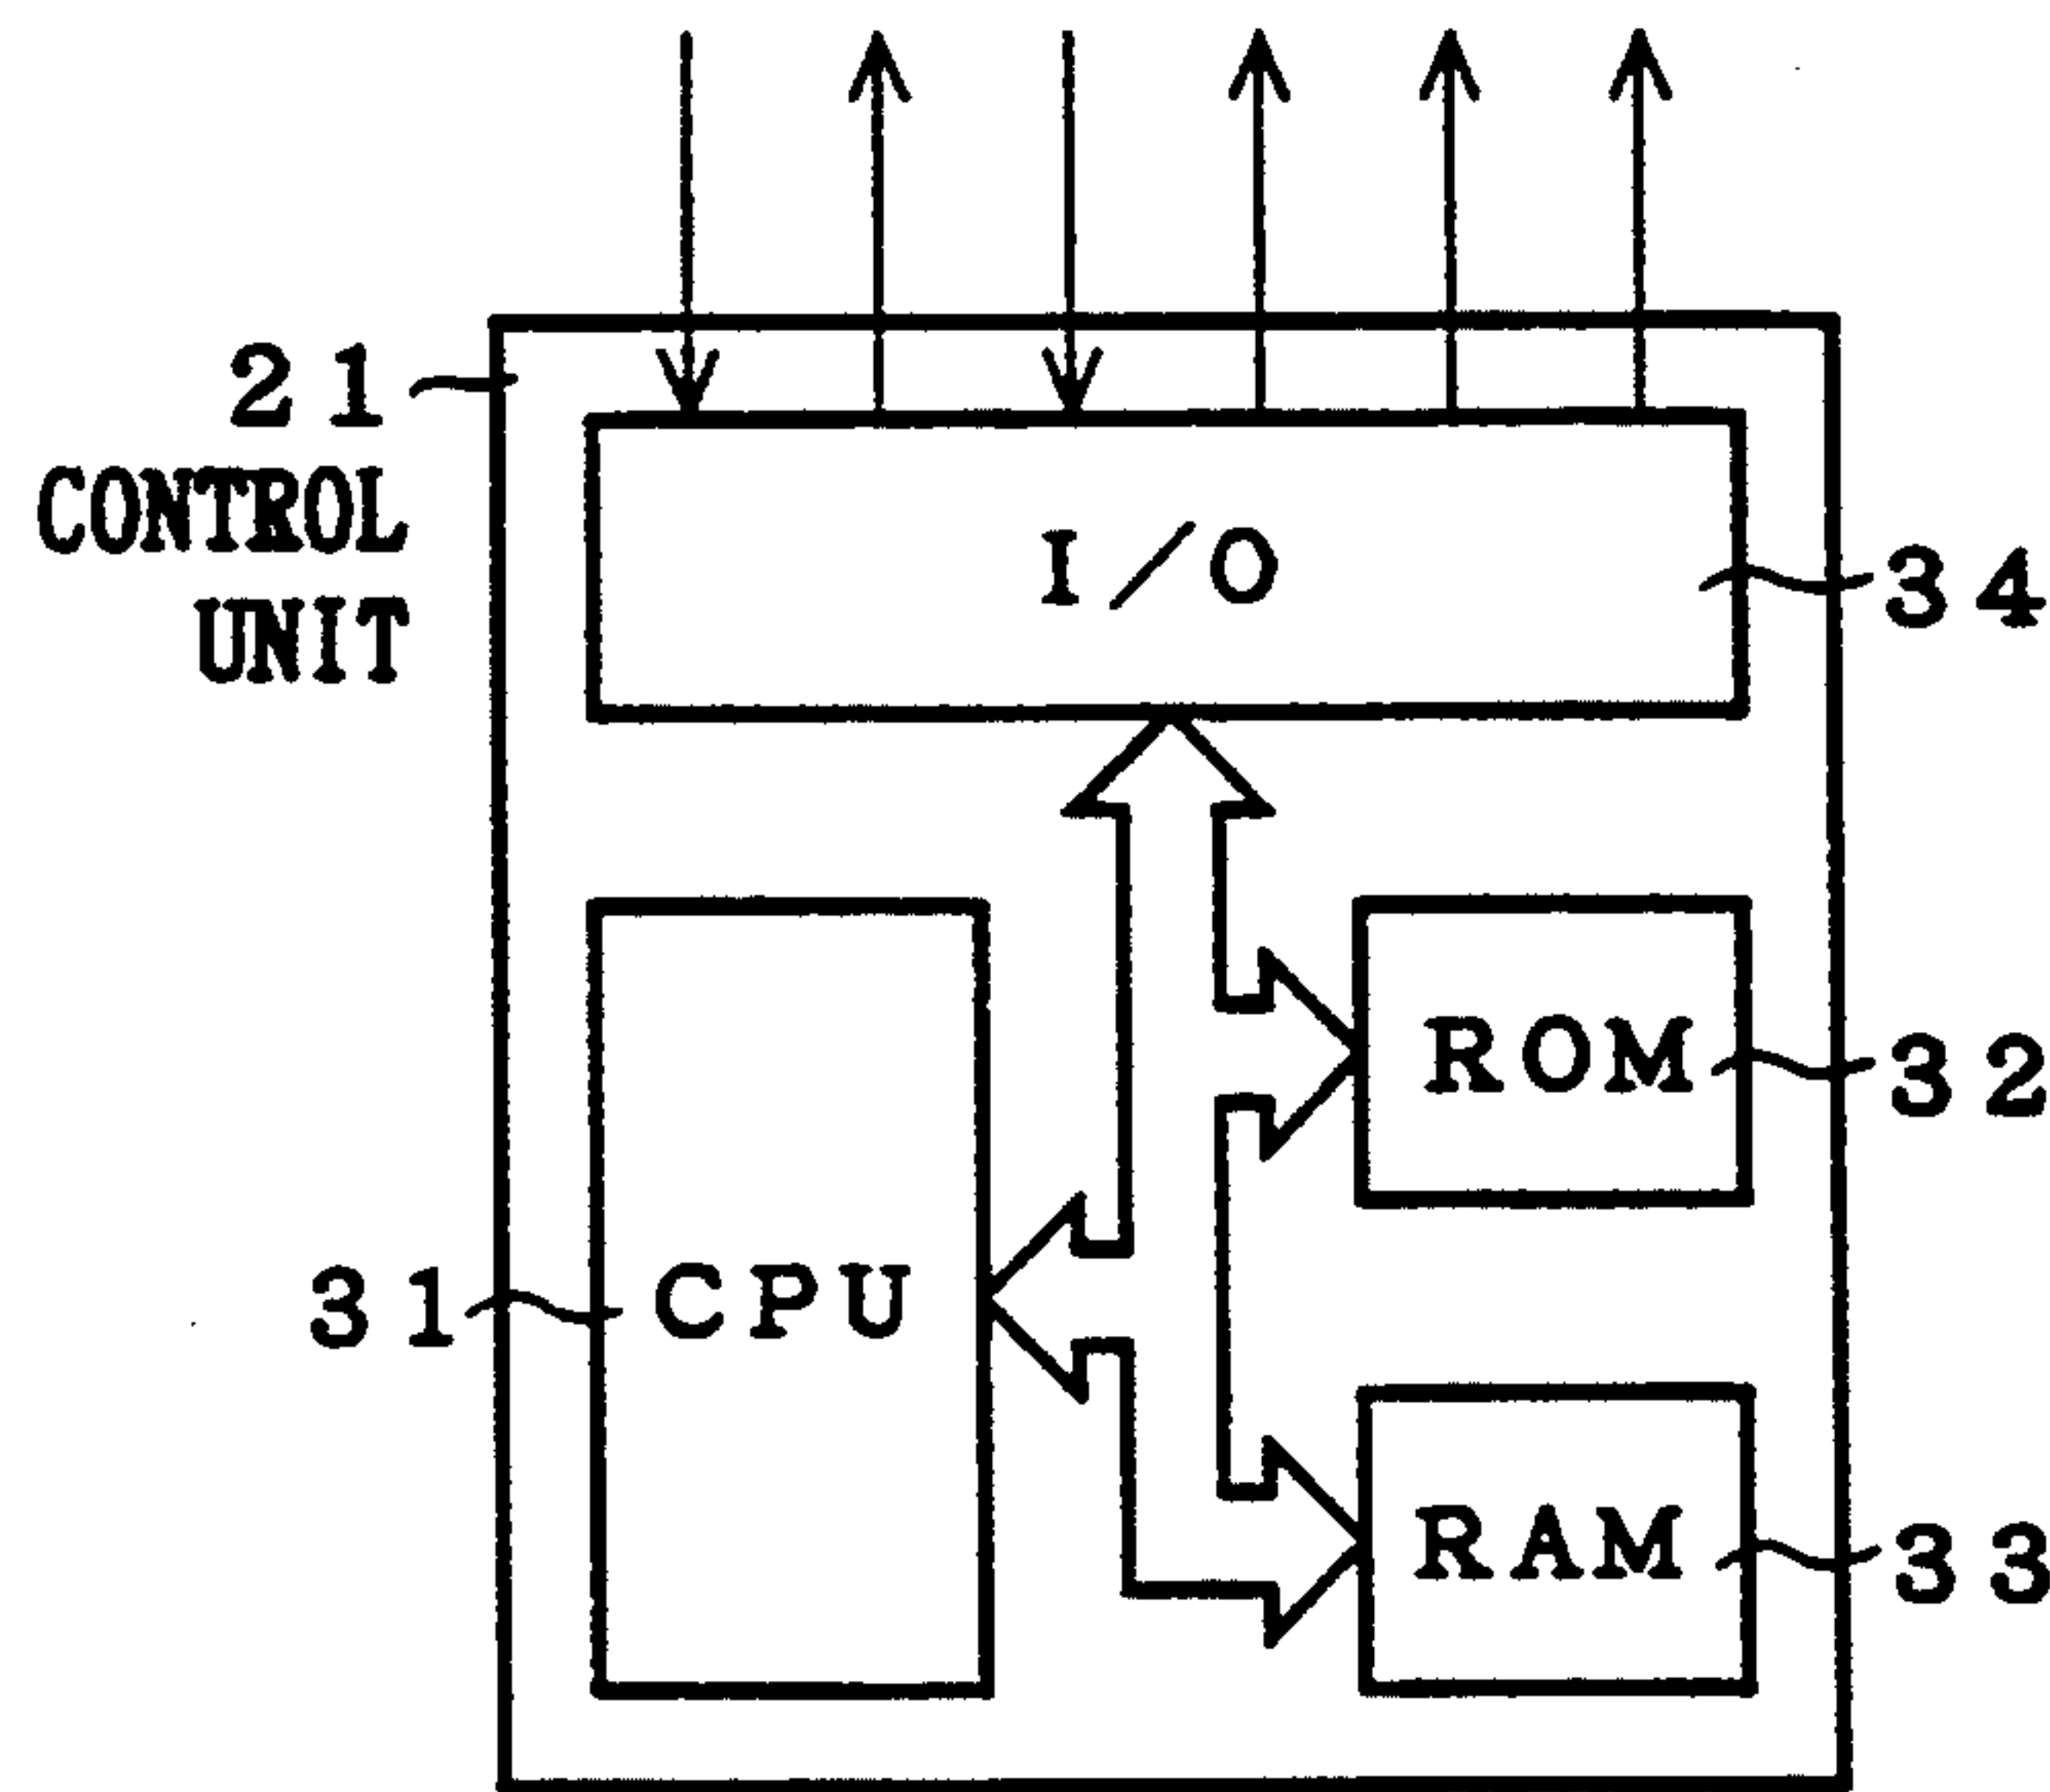 21
CONTROL
UNIT
I/O
34
ROM
32
31
CPU
RAM
33